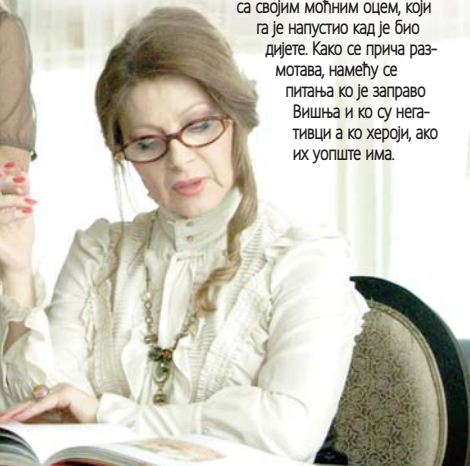 са својим моћним оцем, који
га је напустио кад је био
дијете. Како се прича раз-
мотава, намећу се
питања ко је заправо
Вишња и ко су нега-
тивци а ко хероји, ако
их уопште има.